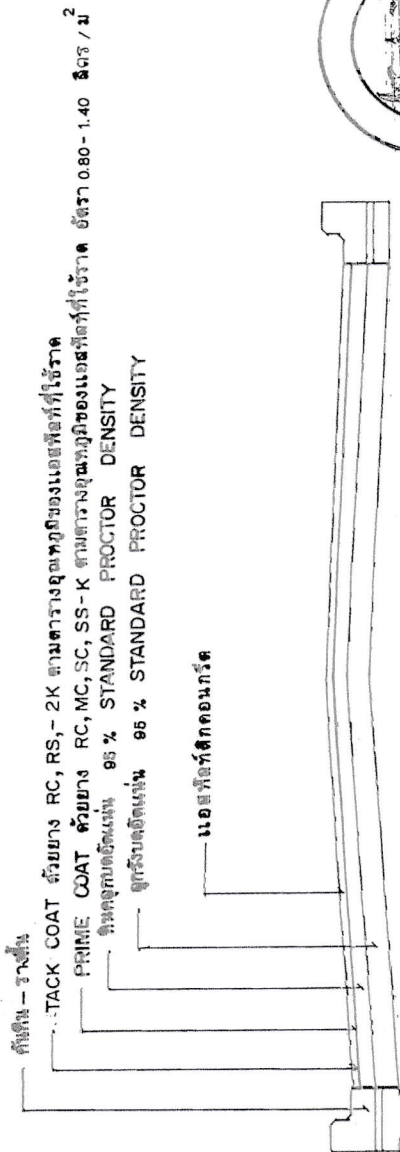 คันหิน - รางตื้น
TACK COAT ด้วยยาง RC, RS, - 2K ตามตารางอุณหภูมิของแอสฟัลท์ที่ใช้ราด
PRIME COAT ด้วยยาง RC, MC, SC, SS - K ตามตารางอุณหภูมิของแอสฟัลท์ที่ใช้ราด อัตรา 0.80 - 1.40 ลิตร / ม²
หินคลุกบดอัดแน่น 95 % STANDARD PROCTOR DENSITY
ลูกรังบดอัดแน่น 95 % STANDARD PROCTOR DENSITY
แอสฟัลท์ติกคอนกรีต